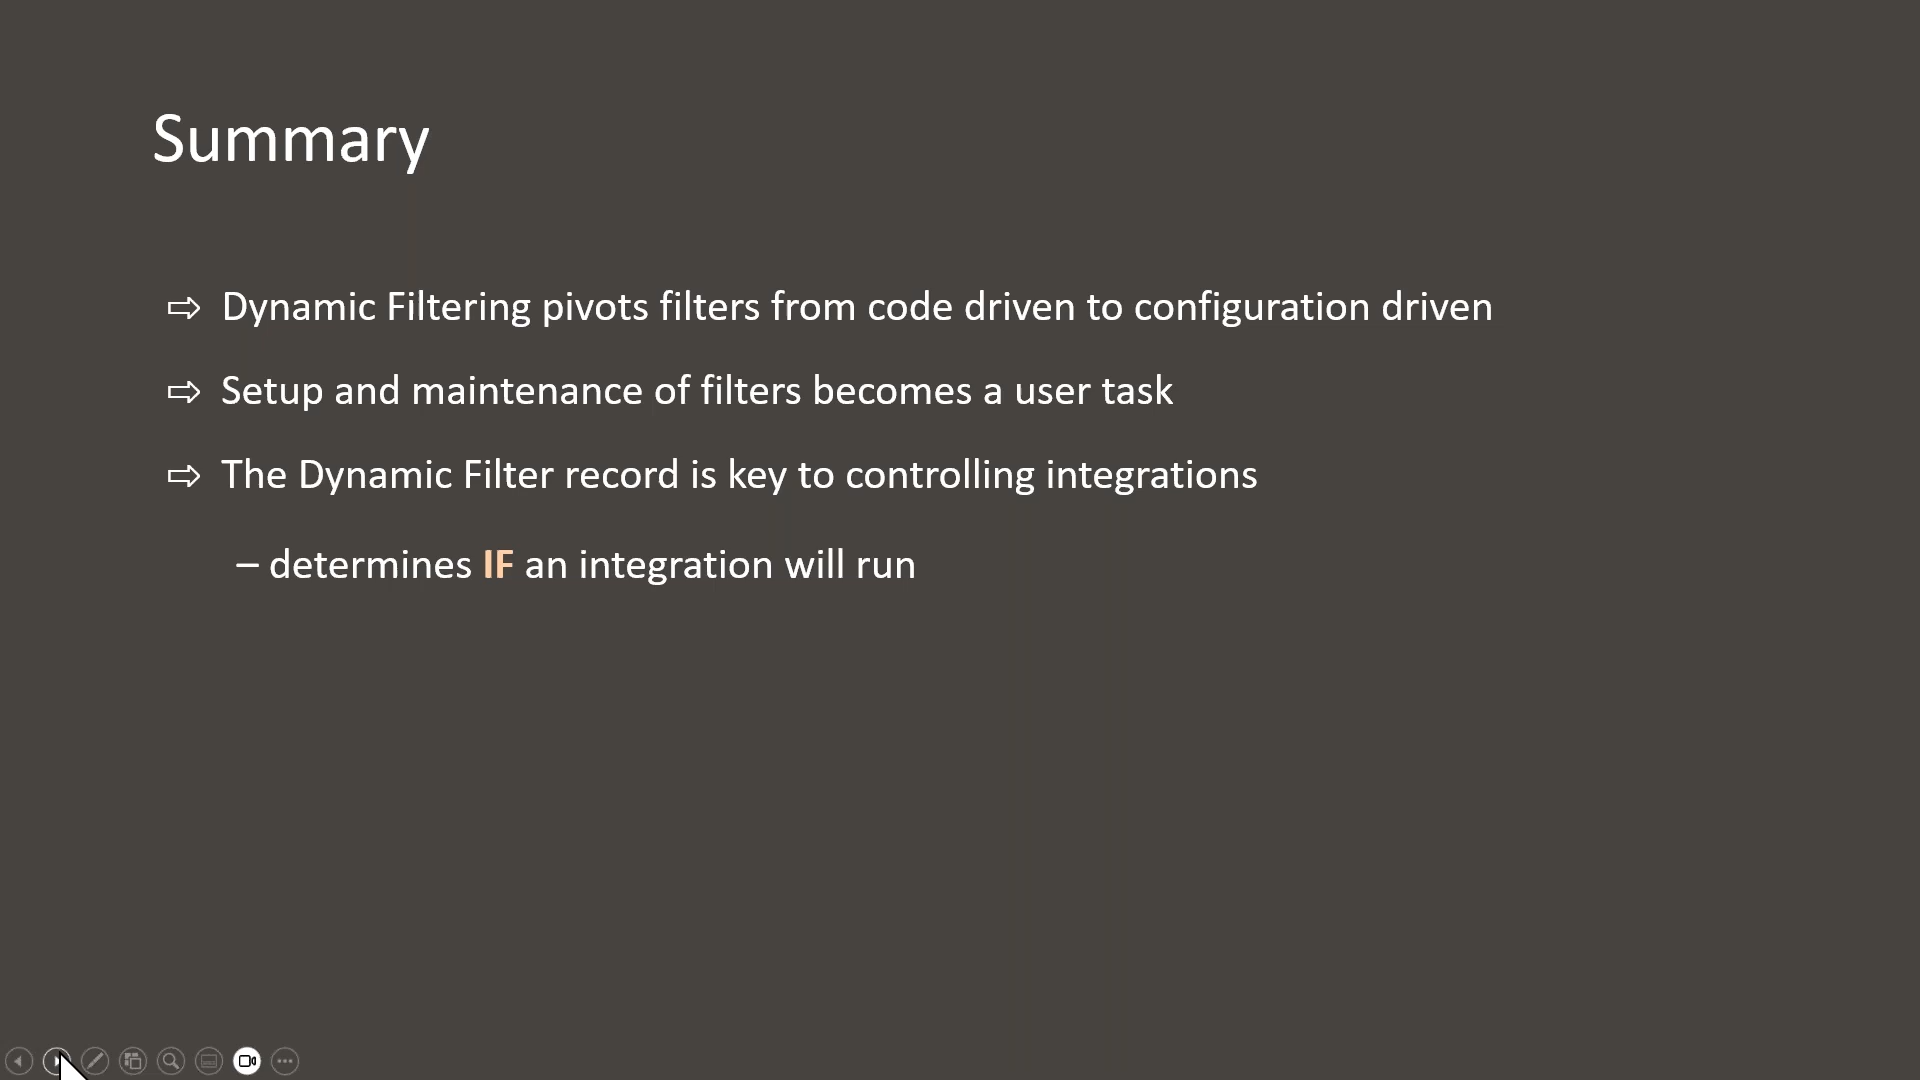 Summary
⇨ Dynamic Filtering pivots filters from code driven to configuration driven
⇨ Setup and maintenance of filters becomes a user task
⇨ The Dynamic Filter record is key to controlling integrations
– determines IF an integration will run